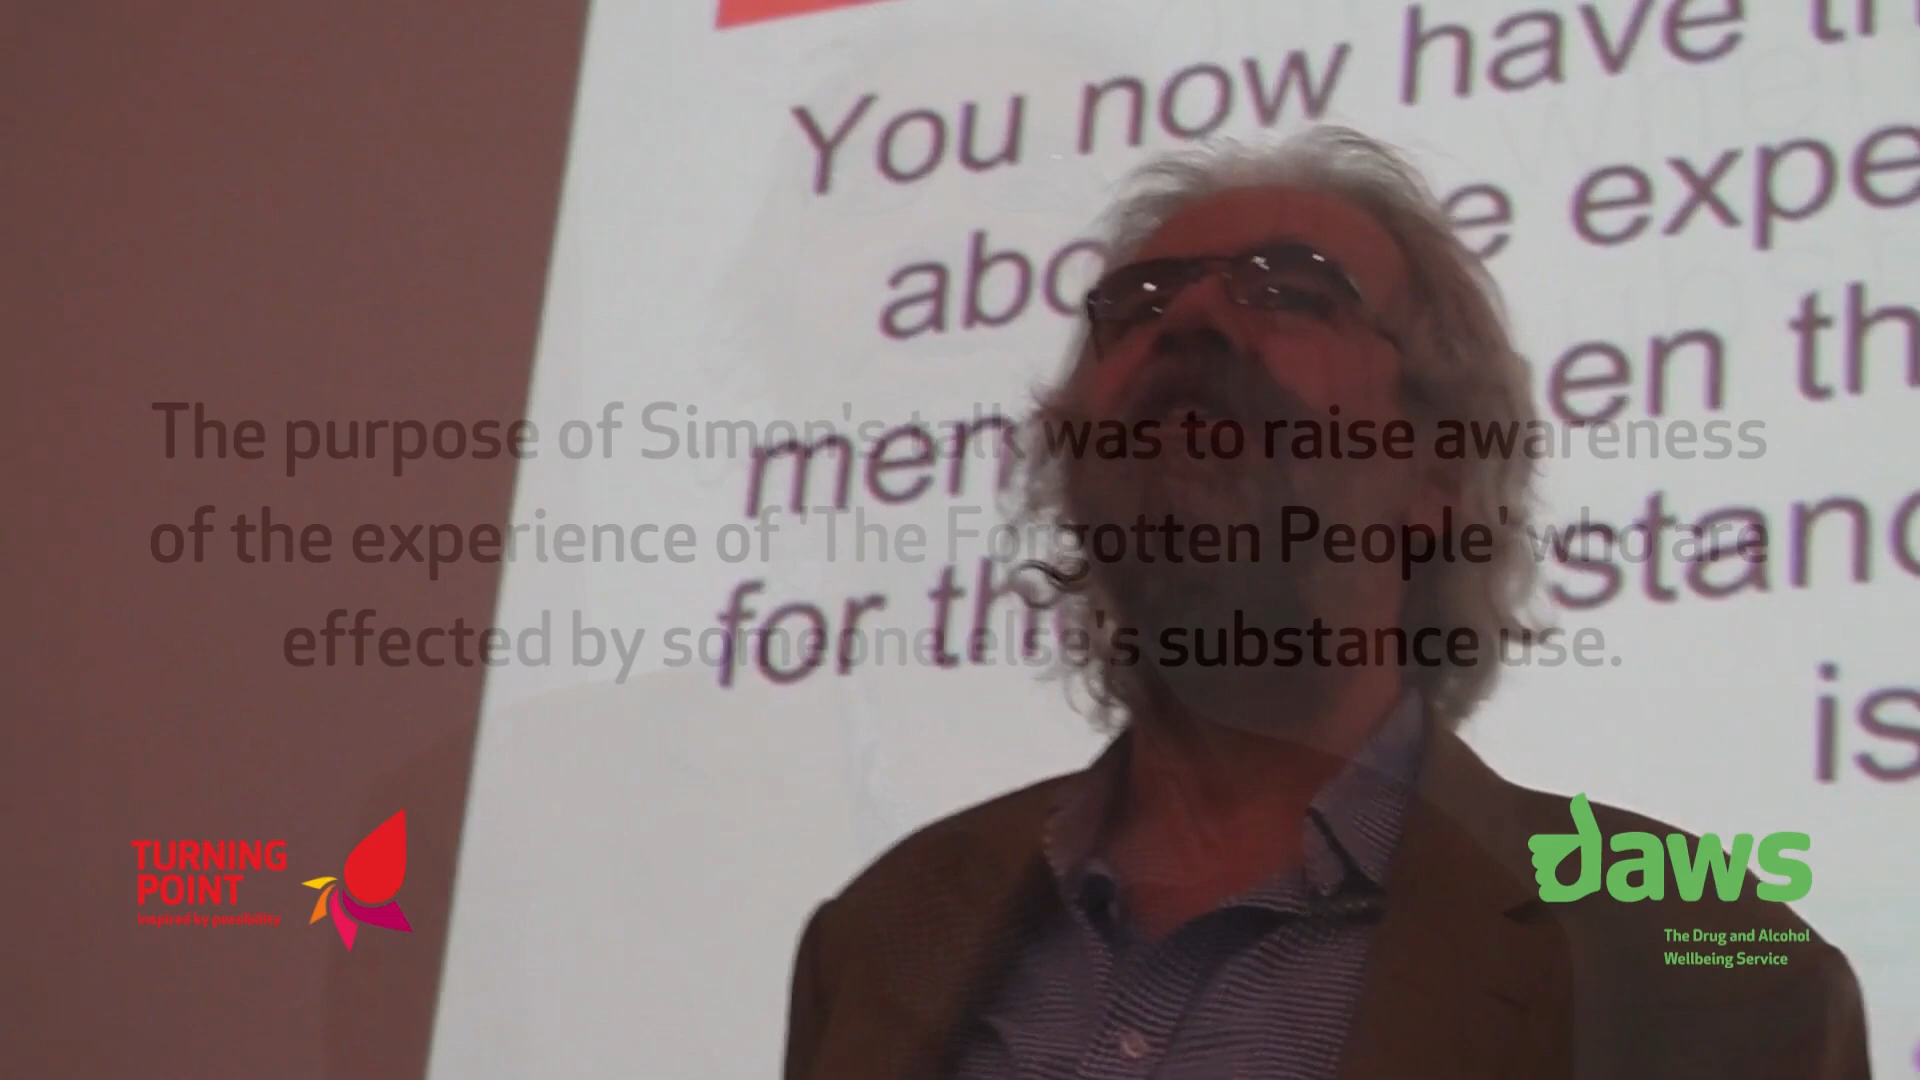 You now have th
abo e expe
men en th
for the stanc
is
The purpose of Simon's talk was to raise awareness
of the experience of 'The Forgotten People' who are
effected by someone else's substance use.
TURNING
POINT
inspired by possibility
daws
The Drug and Alcohol
Wellbeing Service